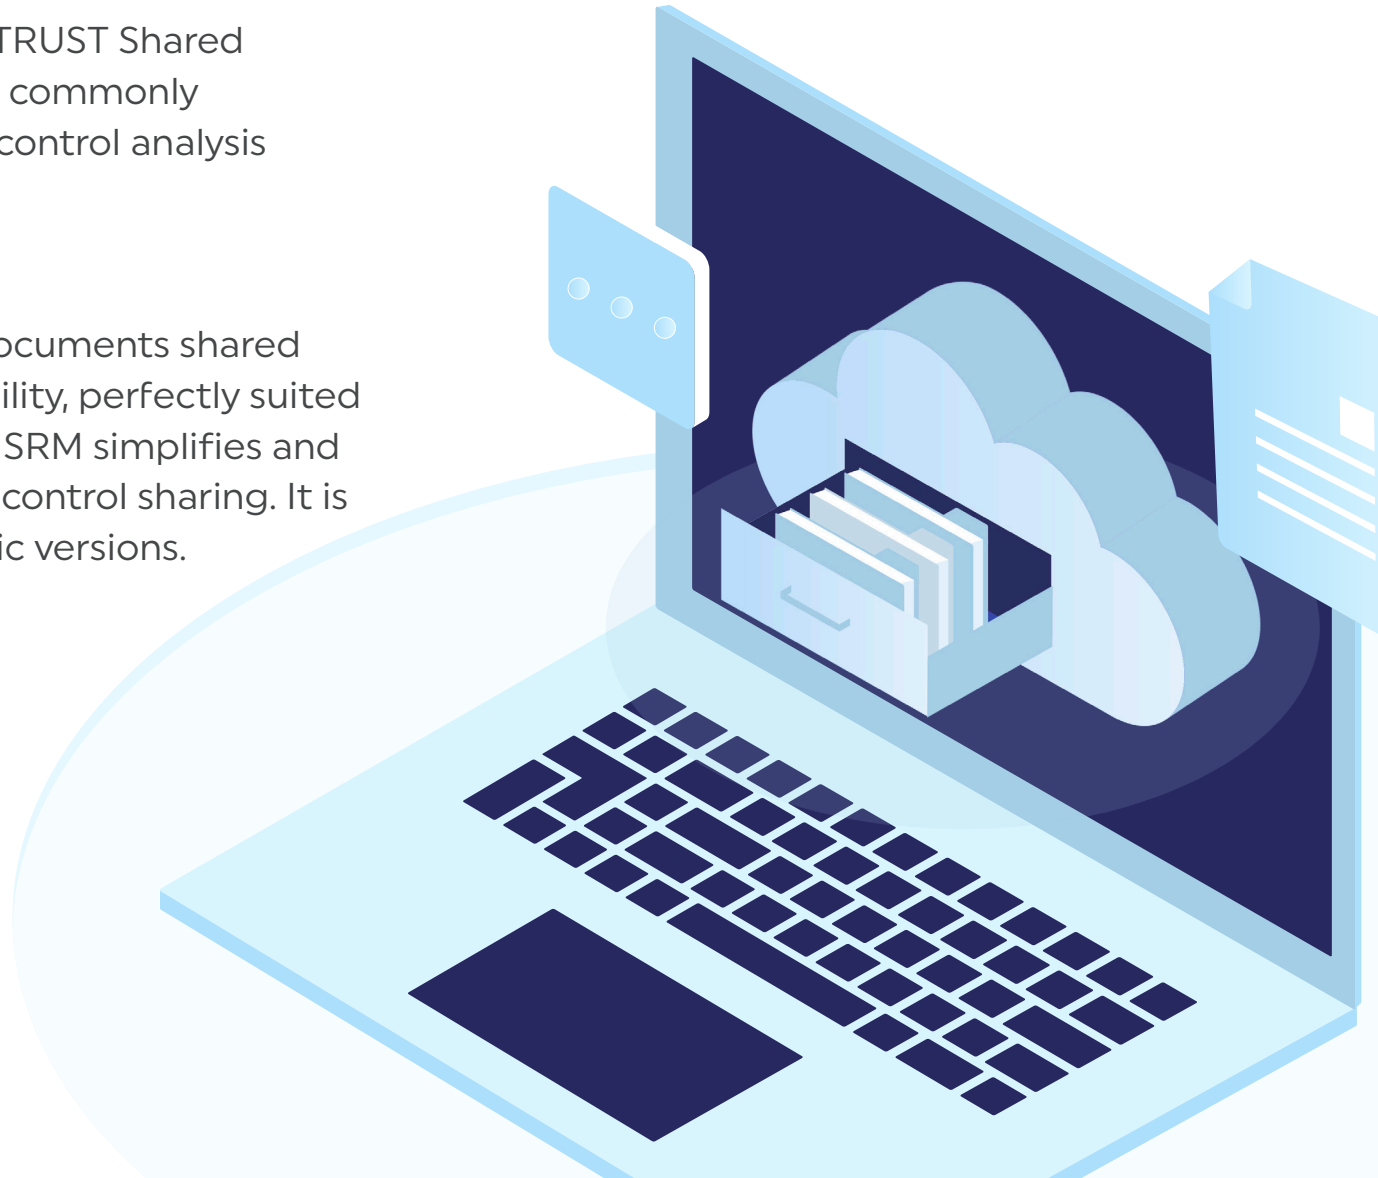 TRUST Shared
commonly
control analysis
ocuments shared
ility, perfectly suited
SRM simplifies and
control sharing. It is
ic versions.